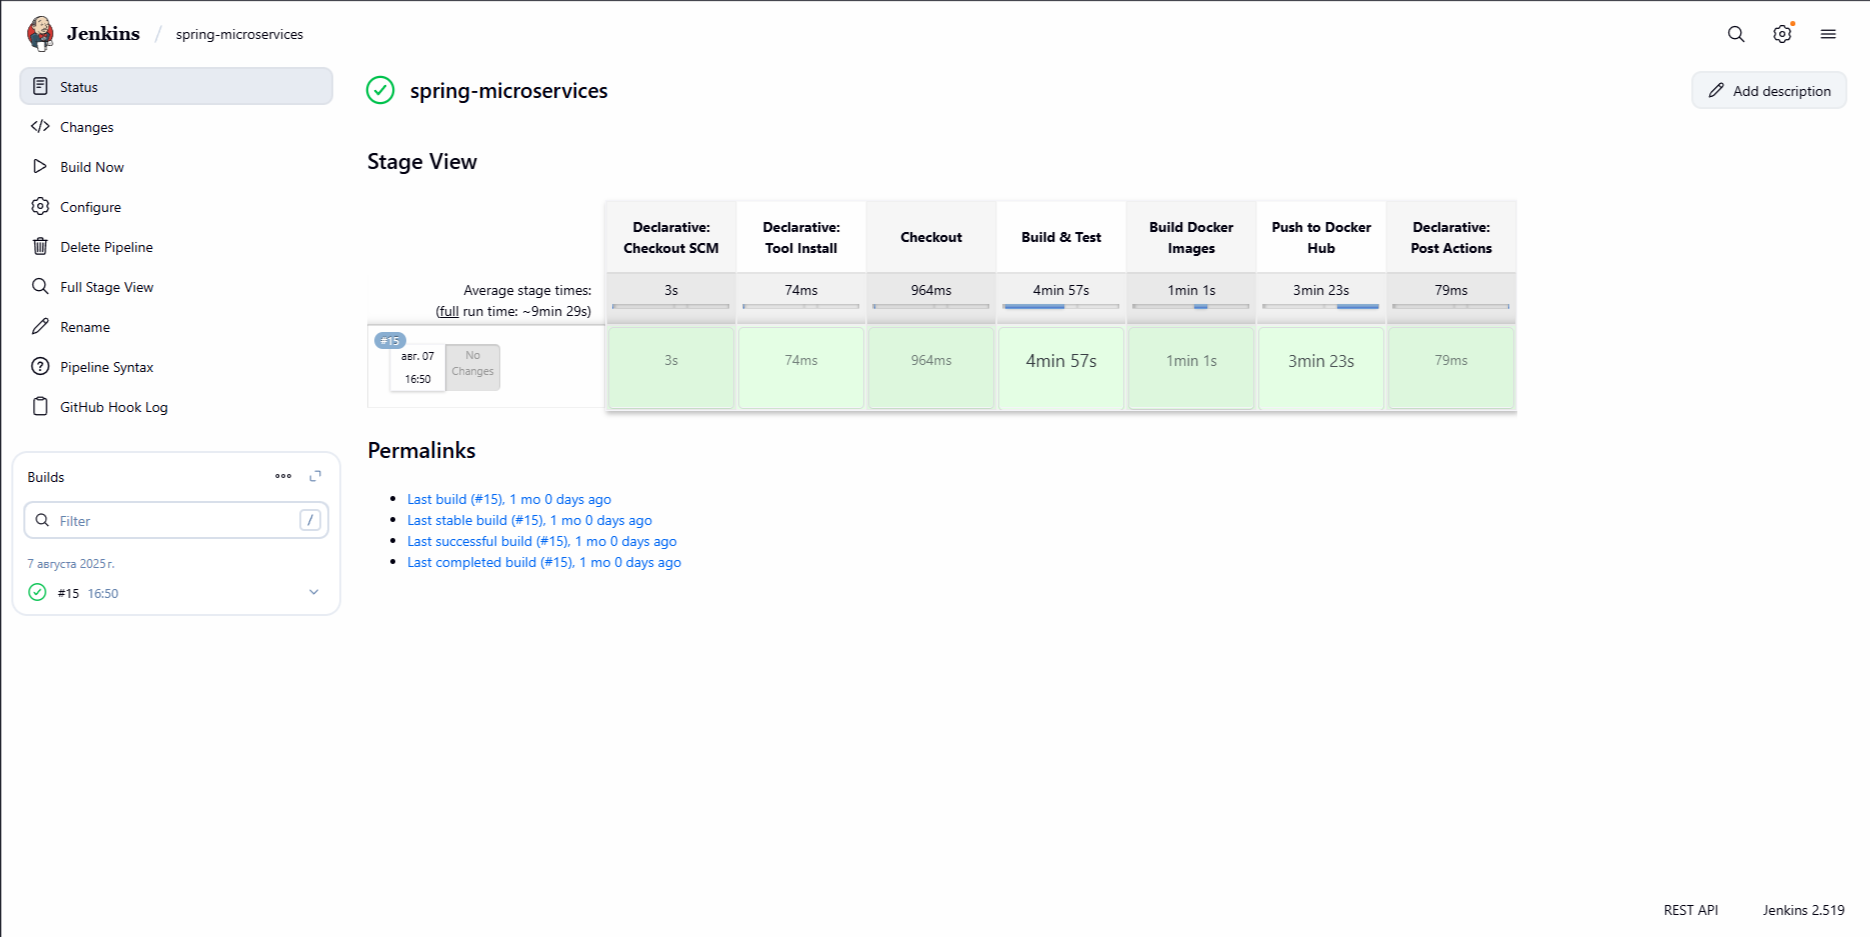 Jenkins / spring-microservices
Status
Changes
Build Now
Configure
Delete Pipeline
Full Stage View
Rename
Pipeline Syntax
GitHub Hook Log
Builds
Filter /
7 августа 2025 г.
#15 16:50
spring-microservices
Add description
Stage View
Declarative: Checkout SCM
Declarative: Tool Install
Checkout
Build & Test
Build Docker Images
Push to Docker Hub
Declarative: Post Actions
Average stage times:
(full run time: ~9min 29s)
3s 74ms 964ms 4min 57s 1min 1s 3min 23s 79ms
#15
авг. 07
16:50
No Changes
3s 74ms 964ms 4min 57s 1min 1s 3min 23s 79ms
Permalinks
Last build (#15), 1 mo 0 days ago
Last stable build (#15), 1 mo 0 days ago
Last successful build (#15), 1 mo 0 days ago
Last completed build (#15), 1 mo 0 days ago
REST API
Jenkins 2.519